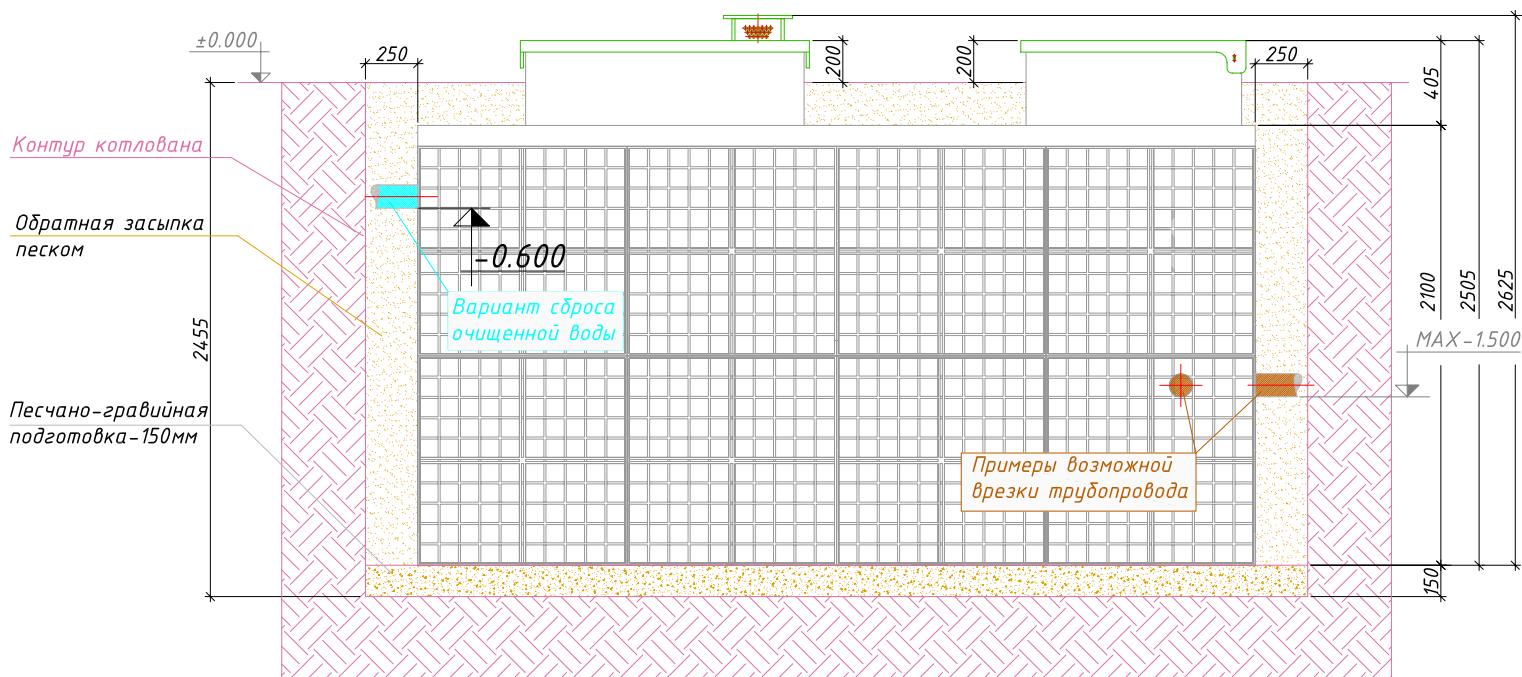 ±0.000
250
200
200
250
405
Контур котлована
Обратная засыпка
песком
-0.600
Вариант сброса
очищенной воды
2455
2100
2505
2625
MAX-1.500
Песчано-гравийная
подготовка-150мм
Примеры возможной
врезки трубопровода
150